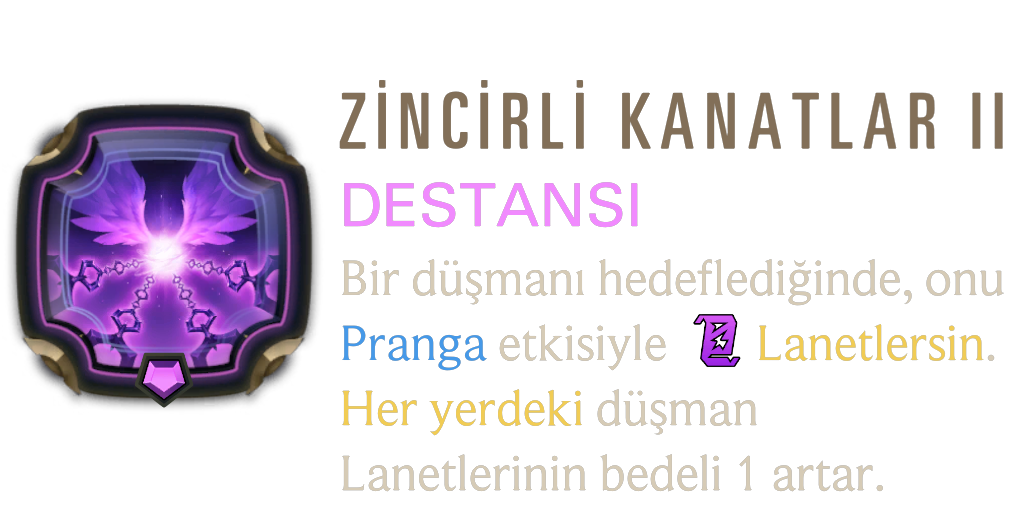 ZİNCİRLİ KANATLAR II
DESTANSI
Bir düşmanı hedeflediğinde, onu
Pranga etkisiyle Lanetlersin.
Her yerdeki düşman
Lanetlerinin bedeli 1 artar.